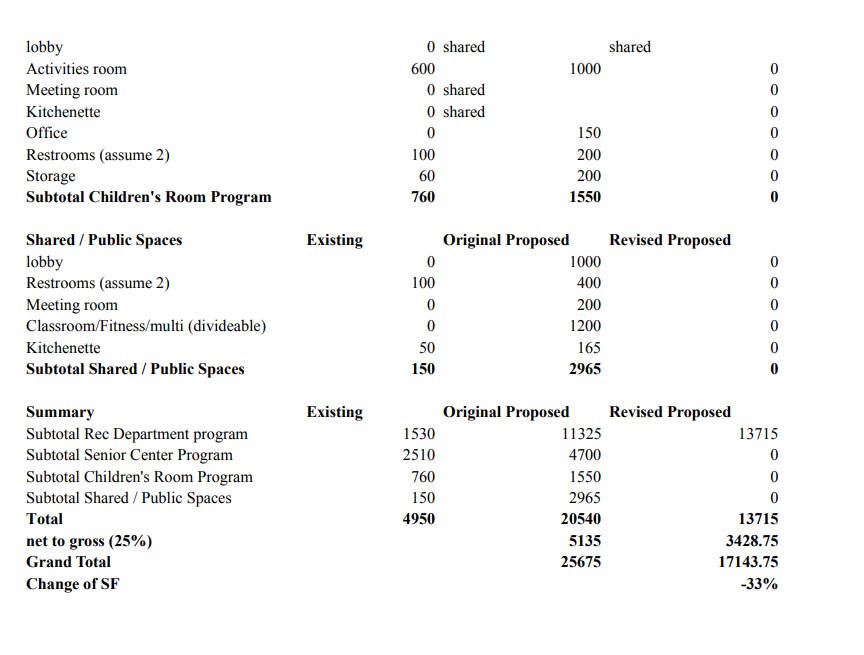 lobby 0 shared shared
Activities room 600 1000 0
Meeting room 0 shared 0
Kitchenette 0 shared 0
Office 0 150 0
Restrooms (assume 2) 100 200 0
Storage 60 200 0
Subtotal Children's Room Program 760 1550 0
Shared / Public Spaces Existing Original Proposed Revised Proposed
lobby 0 1000 0
Restrooms (assume 2) 100 400 0
Meeting room 0 200 0
Classroom/Fitness/multi (divideable) 0 1200 0
Kitchenette 50 165 0
Subtotal Shared / Public Spaces 150 2965 0
Summary Existing Original Proposed Revised Proposed
Subtotal Rec Department program 1530 11325 13715
Subtotal Senior Center Program 2510 4700 0
Subtotal Children's Room Program 760 1550 0
Subtotal Shared / Public Spaces 150 2965 0
Total 4950 20540 13715
net to gross (25%) 5135 3428.75
Grand Total 25675 17143.75
Change of SF -33%